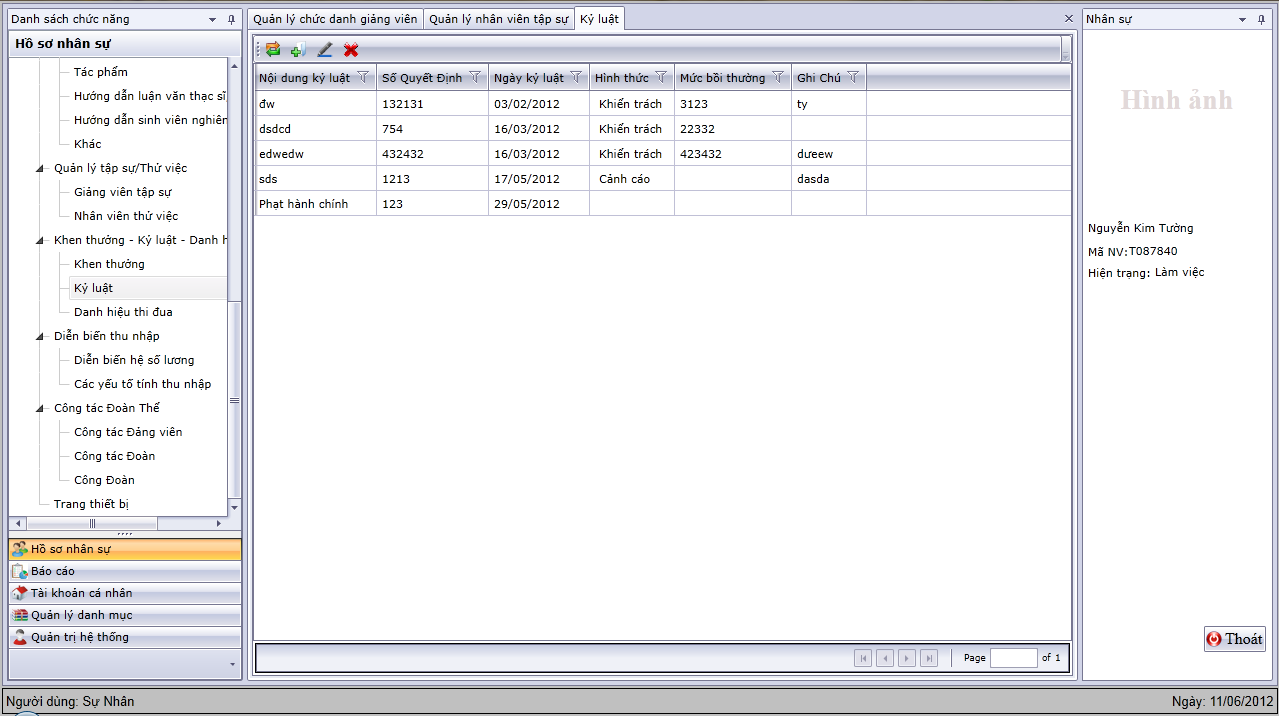 Danh sách chức năng
Hồ sơ nhân sự
Tác phẩm
Hướng dẫn luận văn thạc sĩ,
Hướng dẫn sinh viên nghiên
Khác
Quản lý tập sự/Thử việc
Giảng viên tập sự
Nhân viên thử việc
Khen thưởng - Kỷ luật - Danh h
Khen thưởng
Kỷ luật
Danh hiệu thi đua
Diễn biến thu nhập
Diễn biến hệ số lương
Các yếu tố tính thu nhập
Công tác Đoàn Thể
Công tác Đảng viên
Công tác Đoàn
Công Đoàn
Trang thiết bị
Hồ sơ nhân sự
Báo cáo
Tài khoản cá nhân
Quản lý danh mục
Quản trị hệ thống
Quản lý chức danh giảng viên Quản lý nhân viên tập sự Kỷ luật
Nội dung kỷ luật Số Quyết Định Ngày kỷ luật Hình thức Mức bồi thường Ghi Chú
đw 132131 03/02/2012 Khiển trách 3123 ty
dsdcd 754 16/03/2012 Khiển trách 22332
edwedw 432432 16/03/2012 Khiển trách 423432 dưeew
sds 1213 17/05/2012 Cảnh cáo dasda
Phạt hành chính 123 29/05/2012
Page of 1
Nhân sự
Hình ảnh
Nguyễn Kim Tường
Mã NV:T087840
Hiện trạng: Làm việc
Thoát
Người dùng: Sự Nhân Ngày: 11/06/2012